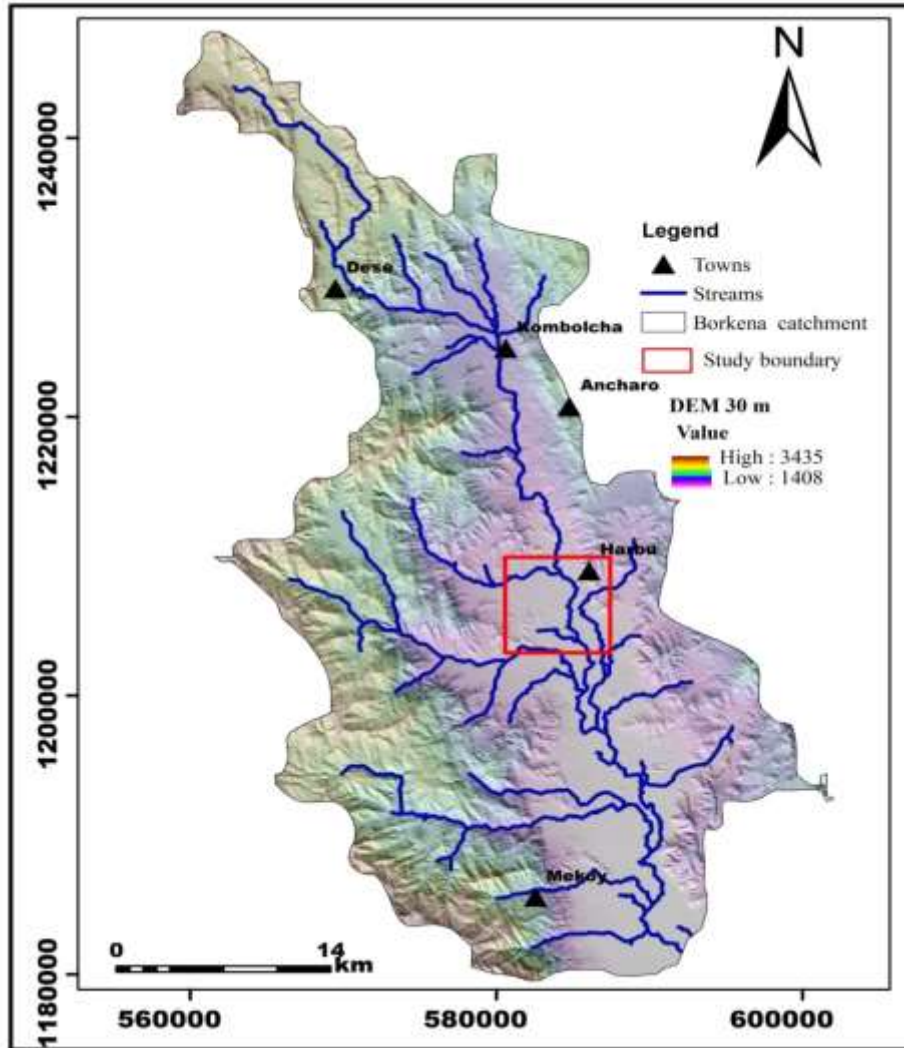 N
1240000
Legend
Towns
Streams
Borkena catchment
Study boundary
Dese
Kombolcha
Ancharo
1220000
DEM 30 m
Value
High : 3435
Low : 1408
Harbu
1200000
Mekoy
0 14
km
1180000
560000 580000 600000